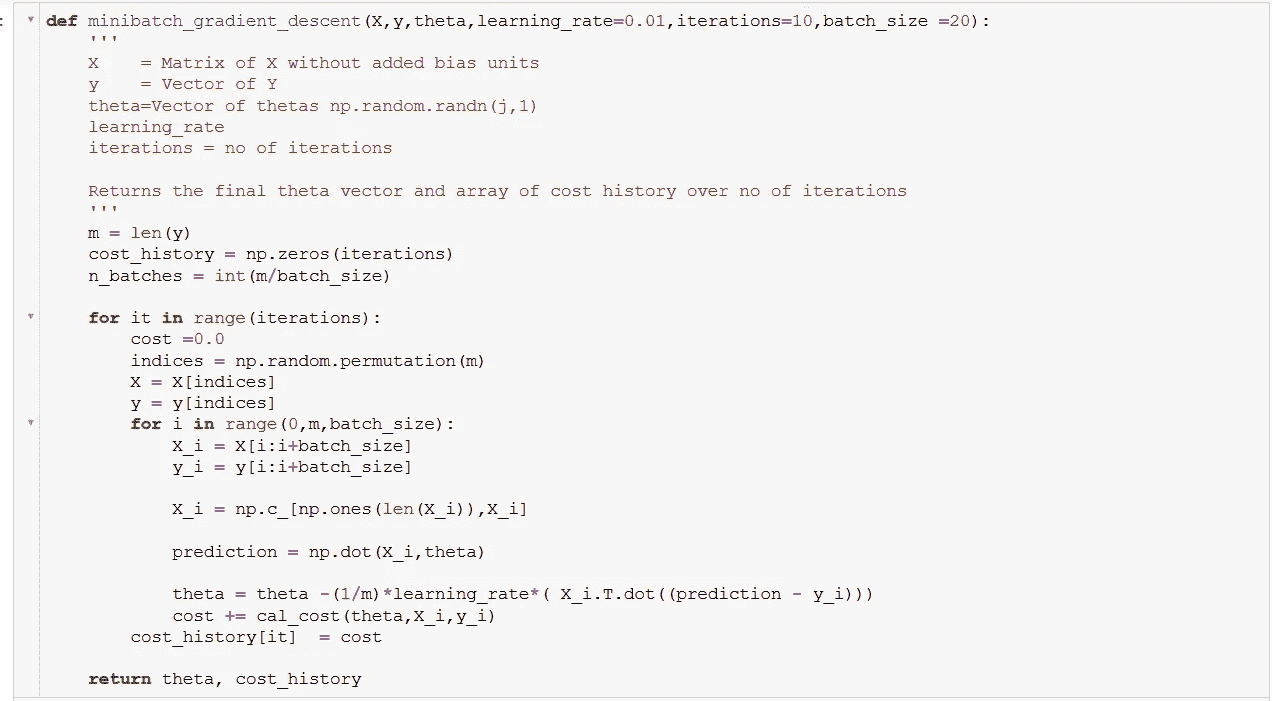 def minibatch_gradient_descent(X,y,theta,learning_rate=0.01,iterations=10,batch_size =20):
    '''
    X    = Matrix of X without added bias units
    y    = Vector of Y
    theta=Vector of thetas np.random.randn(j,1)
    learning_rate
    iterations = no of iterations

    Returns the final theta vector and array of cost history over no of iterations
    '''
    m = len(y)
    cost_history = np.zeros(iterations)
    n_batches = int(m/batch_size)

    for it in range(iterations):
        cost =0.0
        indices = np.random.permutation(m)
        X = X[indices]
        y = y[indices]
        for i in range(0,m,batch_size):
            X_i = X[i:i+batch_size]
            y_i = y[i:i+batch_size]

            X_i = np.c_[np.ones(len(X_i)),X_i]

            prediction = np.dot(X_i,theta)

            theta = theta -(1/m)*learning_rate*( X_i.T.dot((prediction - y_i)))
            cost += cal_cost(theta,X_i,y_i)
        cost_history[it]  = cost

    return theta, cost_history